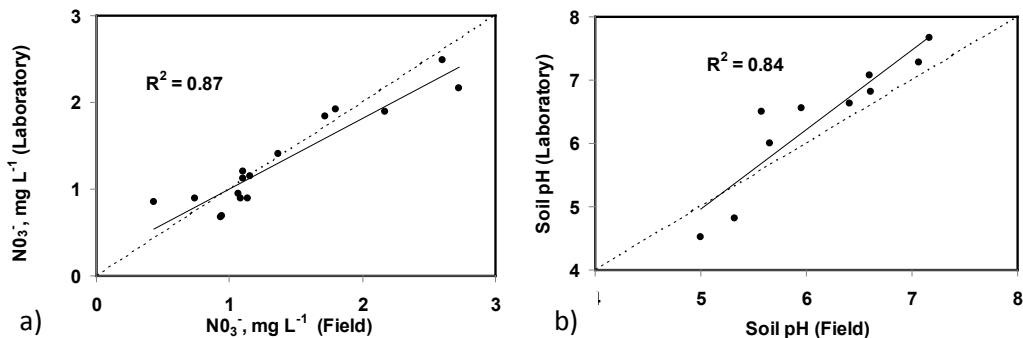 3
2
1
0
R² = 0.87
N0₃⁻, mg L⁻¹ (Laboratory)
0 1 2 3
N0₃⁻, mg L⁻¹ (Field)
a)
8
7
6
5
4
R² = 0.84
Soil pH (Laboratory)
4 5 6 7 8
Soil pH (Field)
b)